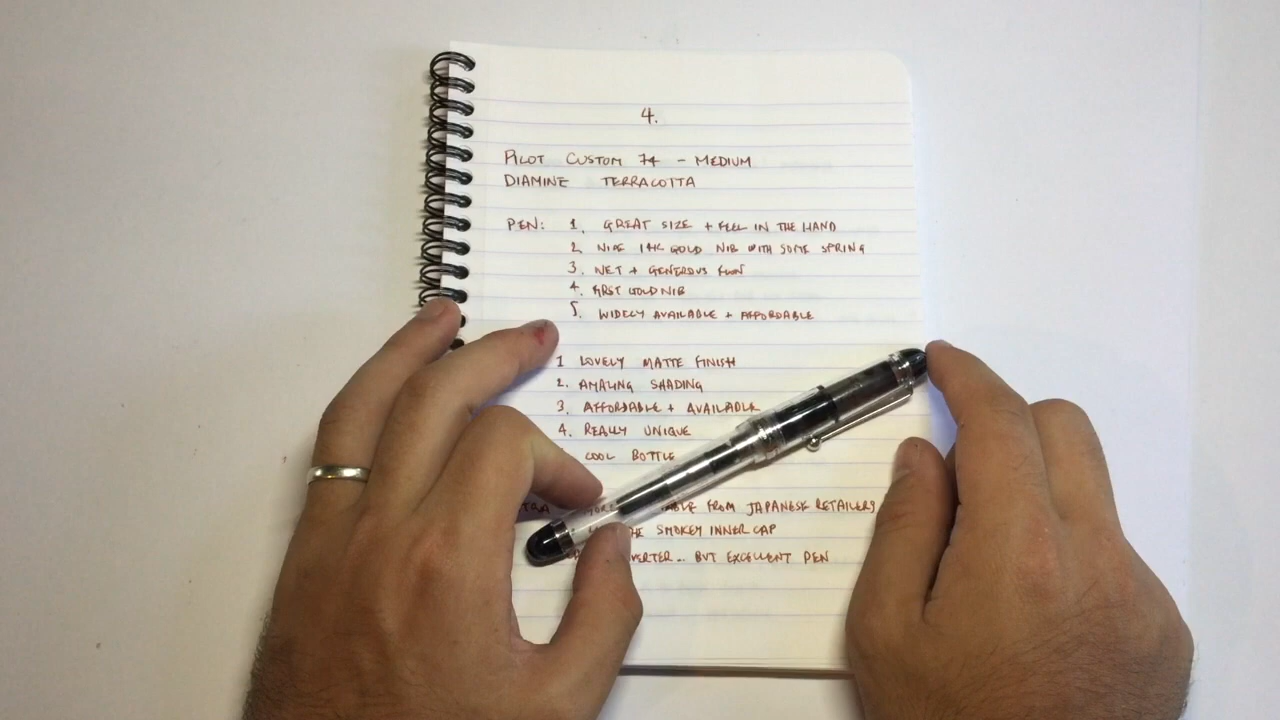 4.
PILOT CUSTOM 74 - MEDIUM
DIAMINE TERRACOTTA
PEN: 1. GREAT SIZE + FEEL IN THE HAND
2 NICE 14K GOLD NIB WITH SOME SPRING
3. WET + GENEROUS FLOW
4. FIRST GOLD NIB
5. WIDELY AVAILABLE + AFFORDABLE
1 LOVELY MATTE FINISH
2. AMAZING SHADING
3. AFFORDABLE + AVAILABLE
4. REALLY UNIQUE
COOL BOTTLE
FROM JAPANESE RETAILERS
THE SMOKEY INNER CAP
BUT EXCELLENT PEN